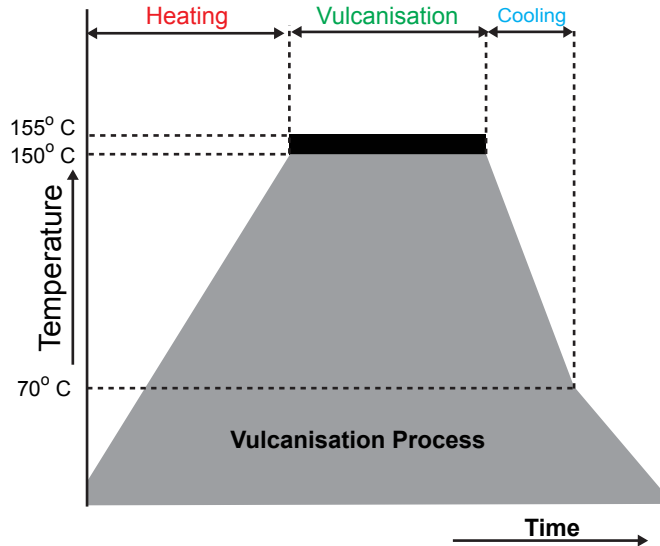 Heating Vulcanisation Cooling
155° C
150° C
Temperature
70° C
Vulcanisation Process
Time